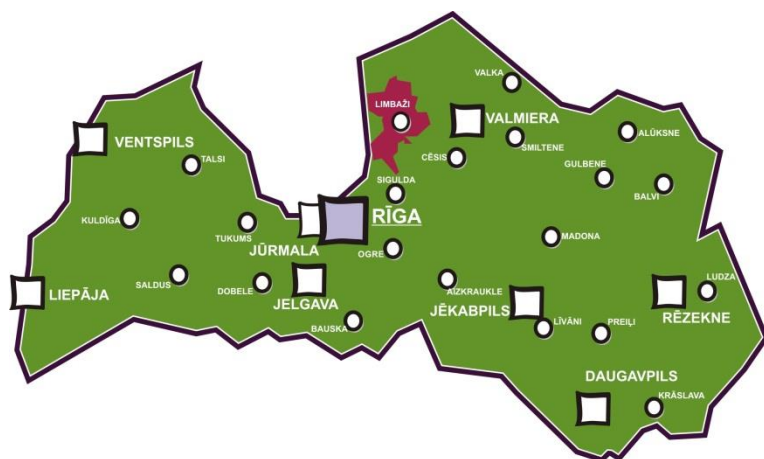 VALKA
LIMBAŽI
VALMIERA
ALŪKSNE
VENTSPILS
SMILTENE
CĒSIS
TALSI
GULBENE
SIGULDA
BALVI
KULDĪGA
RĪGA
TUKUMS
MADONA
JŪRMALA
OGRE
LUDZA
SALDUS
DOBELE
AIZKRAUKLE
LIEPĀJA
JELGAVA
JĒKABPILS
RĒZEKNE
BAUSKA
LĪVĀNI
PREIĻI
DAUGAVPILS
KRĀSLAVA